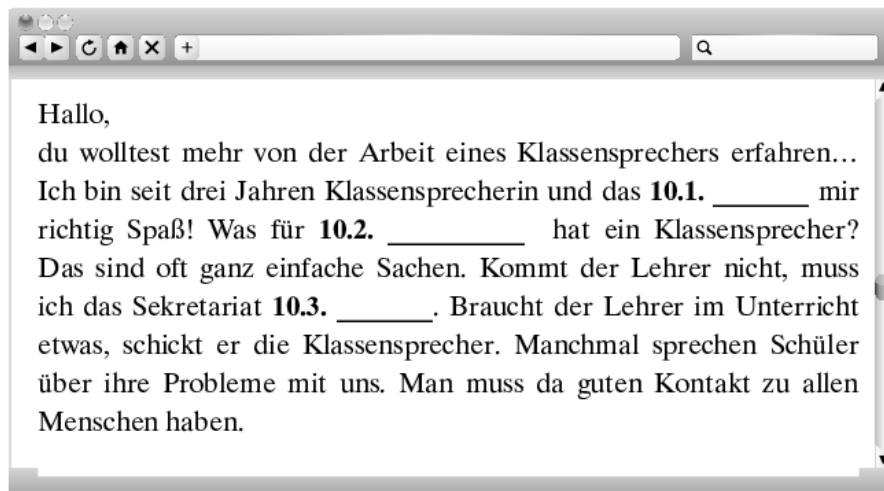 Hallo,
du wolltest mehr von der Arbeit eines Klassensprechers erfahren…
Ich bin seit drei Jahren Klassensprecherin und das 10.1. _______ mir
richtig Spaß! Was für 10.2. __________ hat ein Klassensprecher?
Das sind oft ganz einfache Sachen. Kommt der Lehrer nicht, muss
ich das Sekretariat 10.3. _______. Braucht der Lehrer im Unterricht
etwas, schickt er die Klassensprecher. Manchmal sprechen Schüler
über ihre Probleme mit uns. Man muss da guten Kontakt zu allen
Menschen haben.